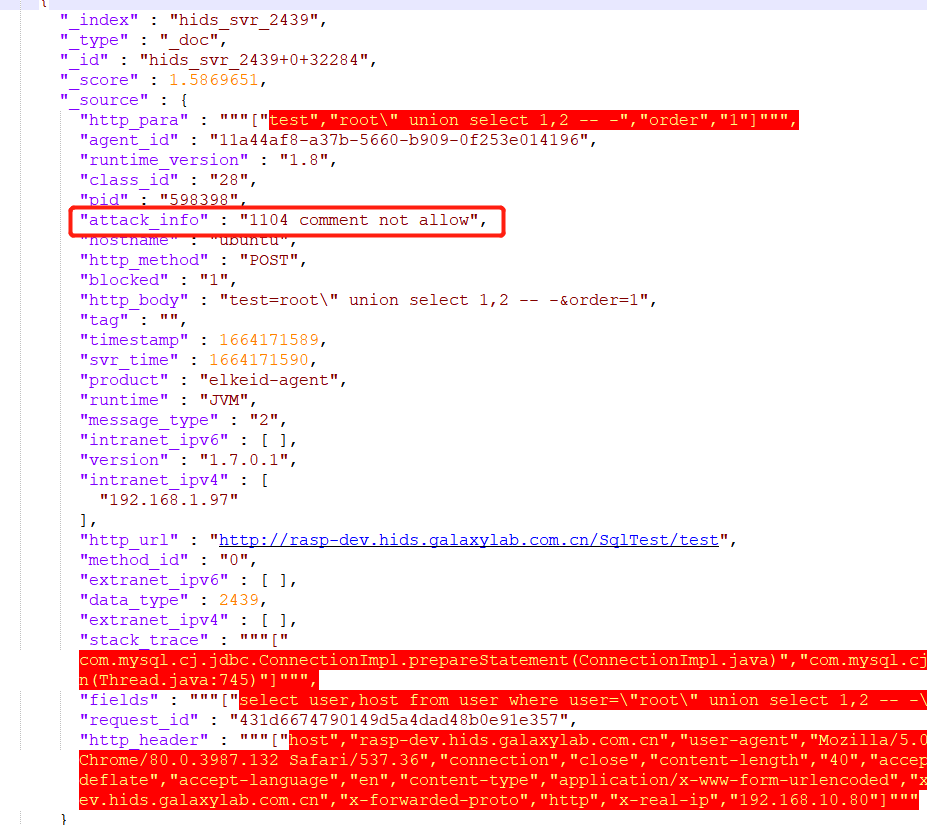 {
"_index" : "hids_svr_2439",
"_type" : "_doc",
"_id" : "hids_svr_2439+0+32284",
"_score" : 1.5869651,
"_source" : {
"http_para" : """["test","root\" union select 1,2 -- -","order","1"]""",
"agent_id" : "11a44af8-a37b-5660-b909-0f253e014196",
"runtime_version" : "1.8",
"class_id" : "28",
"pid" : "598398",
"attack_info" : "1104 comment not allow",
"hostname" : "ubuntu",
"http_method" : "POST",
"blocked" : "1",
"http_body" : "test=root\" union select 1,2 -- -&order=1",
"tag" : "",
"timestamp" : 1664171589,
"svr_time" : 1664171590,
"product" : "elkeid-agent",
"runtime" : "JVM",
"message_type" : "2",
"intranet_ipv6" : [ ],
"version" : "1.7.0.1",
"intranet_ipv4" : [
"192.168.1.97"
],
"http_url" : "http://rasp-dev.hids.galaxylab.com.cn/SqlTest/test",
"method_id" : "0",
"extranet_ipv6" : [ ],
"data_type" : 2439,
"extranet_ipv4" : [ ],
"stack_trace" : """["
com.mysql.cj.jdbc.ConnectionImpl.prepareStatement(ConnectionImpl.java)","com.mysql.cj
n(Thread.java:745)"]""",
"fields" : """["select user,host from user where user=\"root\" union select 1,2 -- -\
"request_id" : "431d6674790149d5a4dad48b0e91e357",
"http_header" : """["host","rasp-dev.hids.galaxylab.com.cn","user-agent","Mozilla/5.0
Chrome/80.0.3987.132 Safari/537.36","connection","close","content-length","40","accep
deflate","accept-language","en","content-type","application/x-www-form-urlencoded","x
ev.hids.galaxylab.com.cn","x-forwarded-proto","http","x-real-ip","192.168.10.80"]"""
}